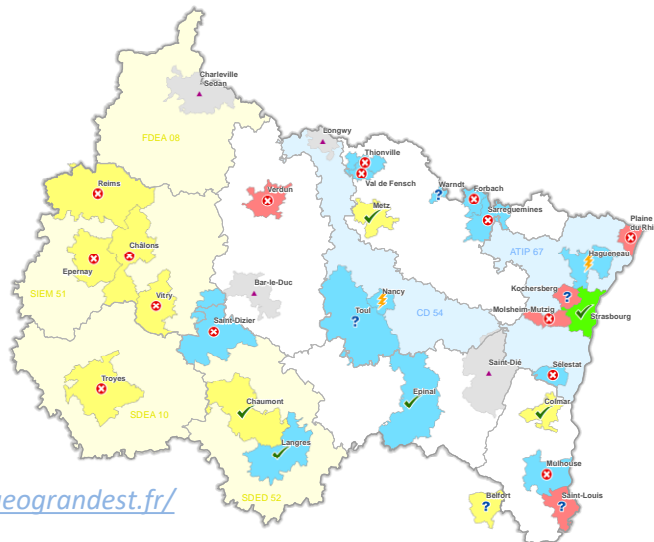 Charleville
Sedan
FDEA 08
Longwy
Thionville
Val de Fensch
Reims
Verdun
Metz
Warndt
Forbach
Sarreguemines
Plaine
du Rhi
ATIP 67
Haguenau
Châlons
Epernay
SIEM 51
Vitry
Bar-le-Duc
Nancy
Kochersberg
Molsheim-Mutzig
Strasbourg
Saint-Dizier
Toul
CD 54
Saint-Dié
Sélestat
Troyes
SDEA 10
Chaumont
Epinal
Colmar
Langres
SDED 52
Mulhouse
Belfort
Saint-Louis
geograndest.fr/